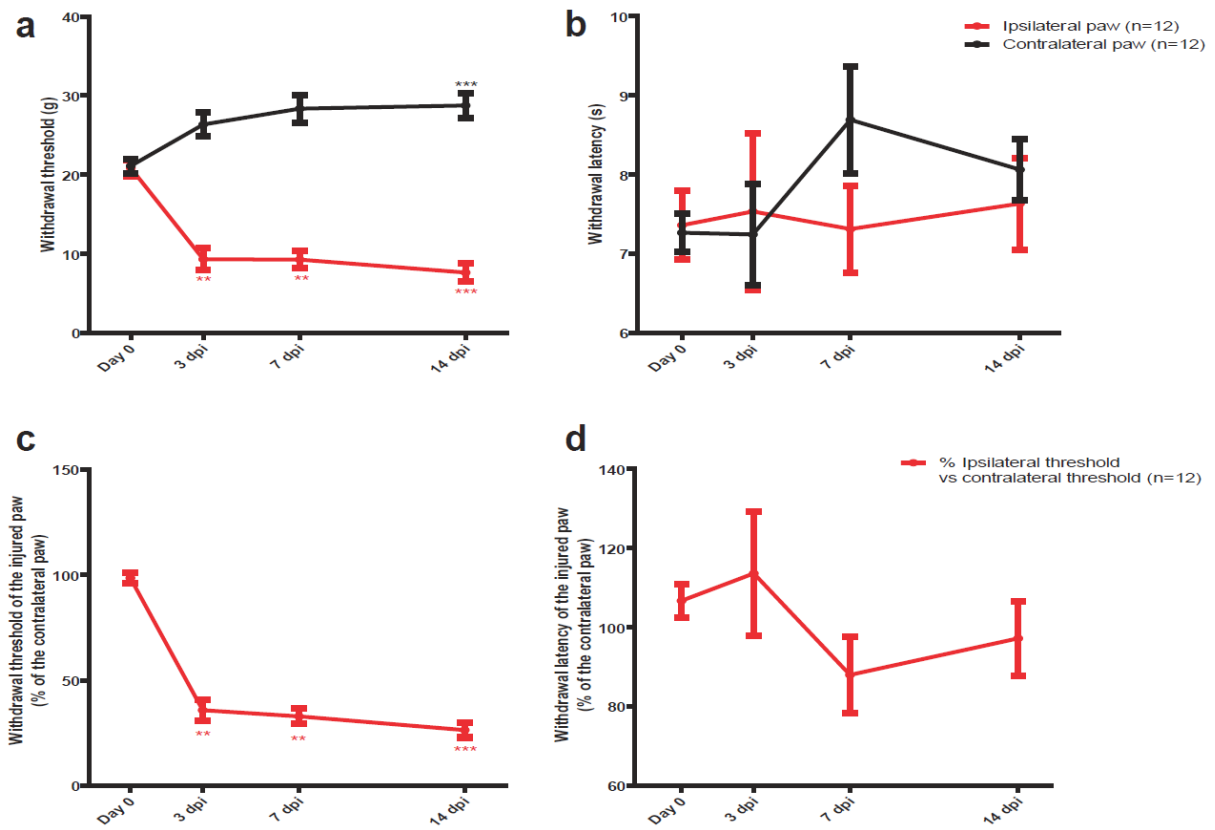 a
Withdrawal threshold (g)
40
30
20
10
0
***
**
**
***
Day 0
3 dpi
7 dpi
14 dpi
b
Withdrawal latency (s)
10
9
8
7
6
Ipsilateral paw (n=12)
Contralateral paw (n=12)
Day 0
3 dpi
7 dpi
14 dpi
c
Withdrawal threshold of the injured paw
(% of the contralateral paw)
150
100
50
0
**
**
***
Day 0
3 dpi
7 dpi
14 dpi
d
Withdrawal latency of the injured paw
(% of the contralateral paw)
140
120
100
80
60
% Ipsilateral threshold
vs contralateral threshold (n=12)
Day 0
3 dpi
7 dpi
14 dpi